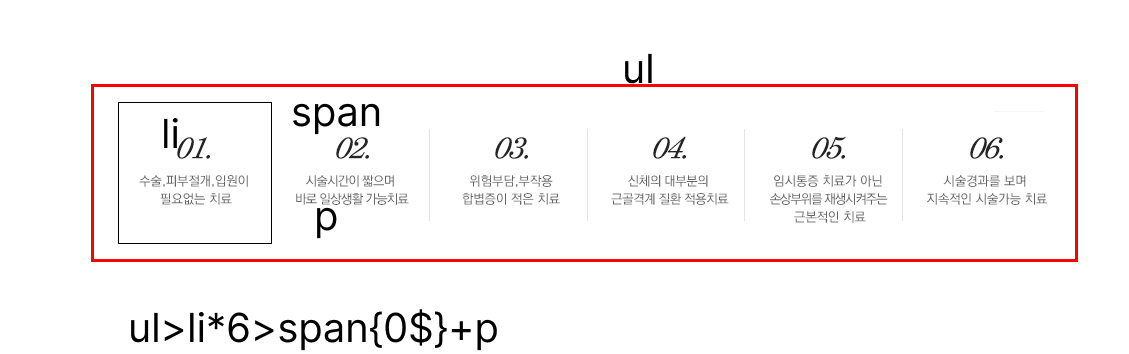 ul
li
span
01.
02.
03.
04.
05.
06.
수술,피부절개,입원이
필요없는 치료
시술시간이 짧으며
바로 일상생활 가능치료
p
위험부담,부작용
합병증이 적은 치료
신체의 대부분의
근골격계 질환 적용치료
임시통증 치료가 아닌
손상부위를 재생시켜주는
근본적인 치료
시술경과를 보며
지속적인 시술가능 치료
ul>li*6>span{0$}+p